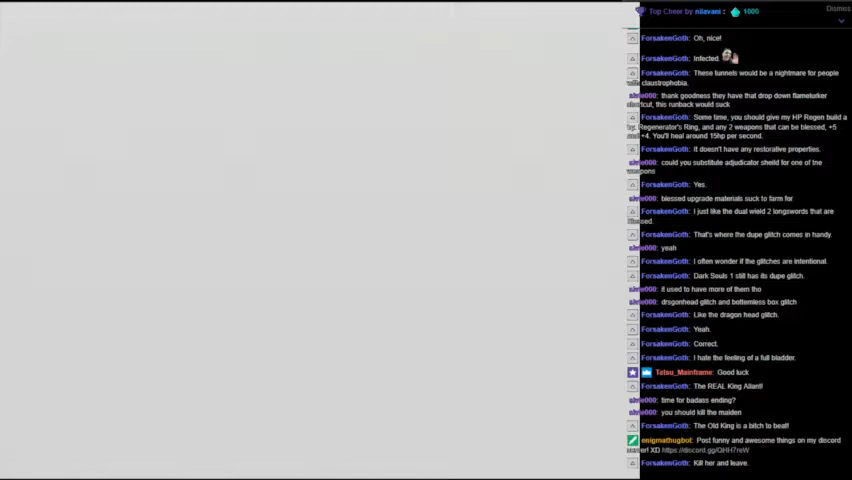 Top Cheer by nilavani : 1000
Dismiss
ForsakenGoth: Oh, nice!
ForsakenGoth: Infected.
ForsakenGoth: These tunnels would be a nightmare for people
claustrophobia.
thank goodness they have that drop down flamelurker
this runback would suck
ForsakenGoth: Some time, you should give my HP Regen build a
Regenerator's Ring, and any 2 weapons that can be blessed, +5
+4. You'll heal around 15hp per second.
ForsakenGoth: It doesn't have any restorative properties.
could you substitute adjudicator sheild for one of the
weapons
ForsakenGoth: Yes.
blessed upgrade materials suck to farm for
ForsakenGoth: I just like the dual wield 2 longswords that are
ForsakenGoth: That's where the dupe glitch comes in handy.
yeah
ForsakenGoth: I often wonder if the glitches are intentional.
ForsakenGoth: Dark Souls 1 still has its dupe glitch.
it used to have more of them tho
drsgonhead glitch and bottemless box glitch
ForsakenGoth: Like the dragon head glitch.
ForsakenGoth: Yeah.
ForsakenGoth: Correct.
ForsakenGoth: I hate the feeling of a full bladder.
Tatsu_Mainframe: Good luck
ForsakenGoth: The REAL King Allant!
time for badass ending?
you should kill the maiden
ForsakenGoth: The Old King is a bitch to beat!
enigmathugbot: Post funny and awesome things on my discord
XD https://discord.gg/QHH7reW
ForsakenGoth: Kill her and leave.